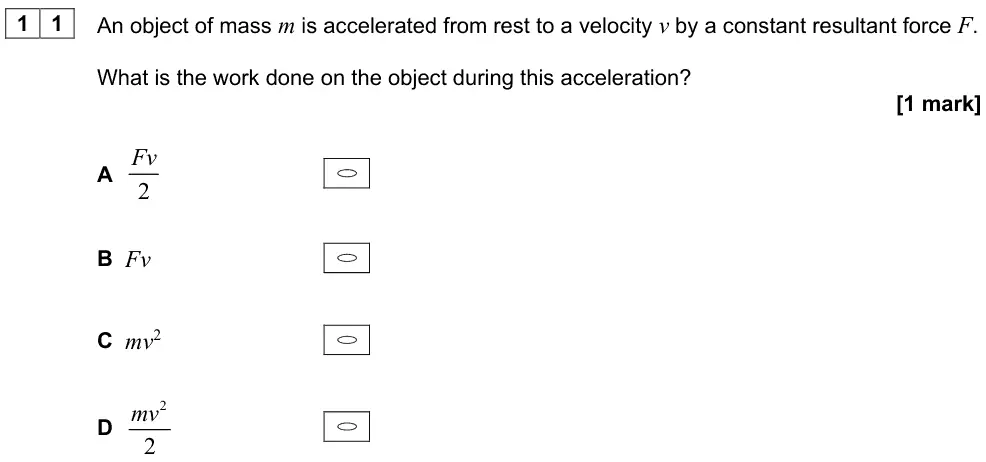 1 1 An object of mass m is accelerated from rest to a velocity v by a constant resultant force F.
What is the work done on the object during this acceleration?
[1 mark]
A Fv/2
B Fv
C mv²
D mv²/2